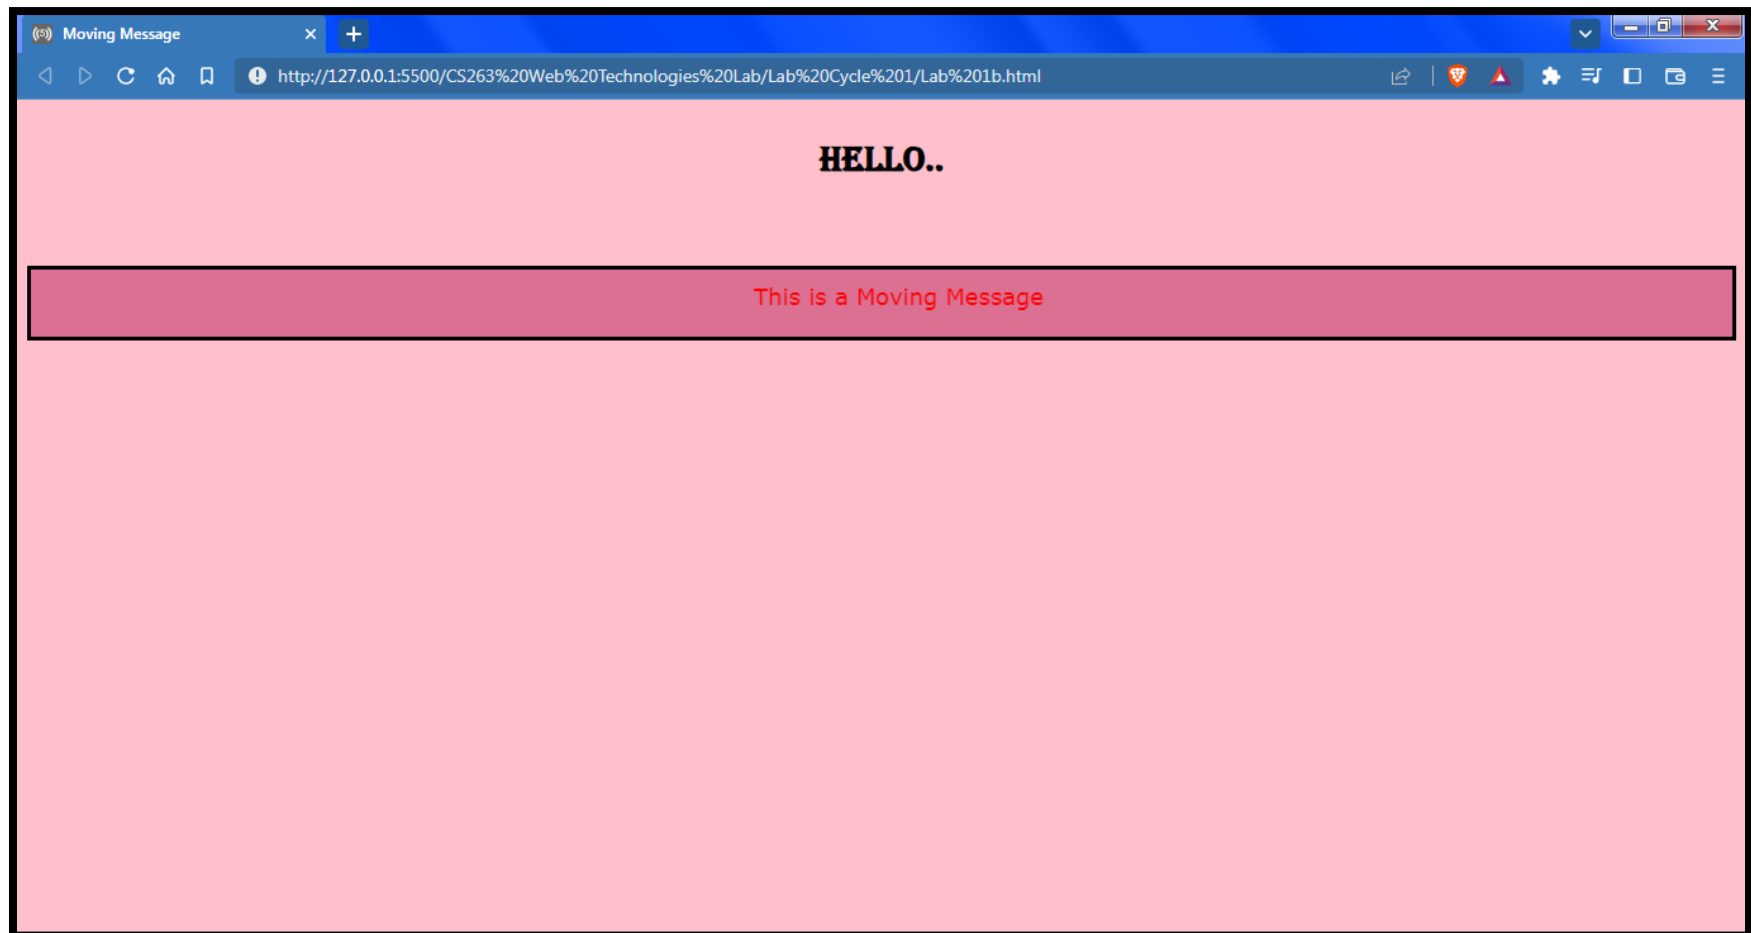 Moving Message
http://127.0.0.1:5500/CS263%20Web%20Technologies%20Lab/Lab%20Cycle%201/Lab%201b.html
HELLO..
This is a Moving Message